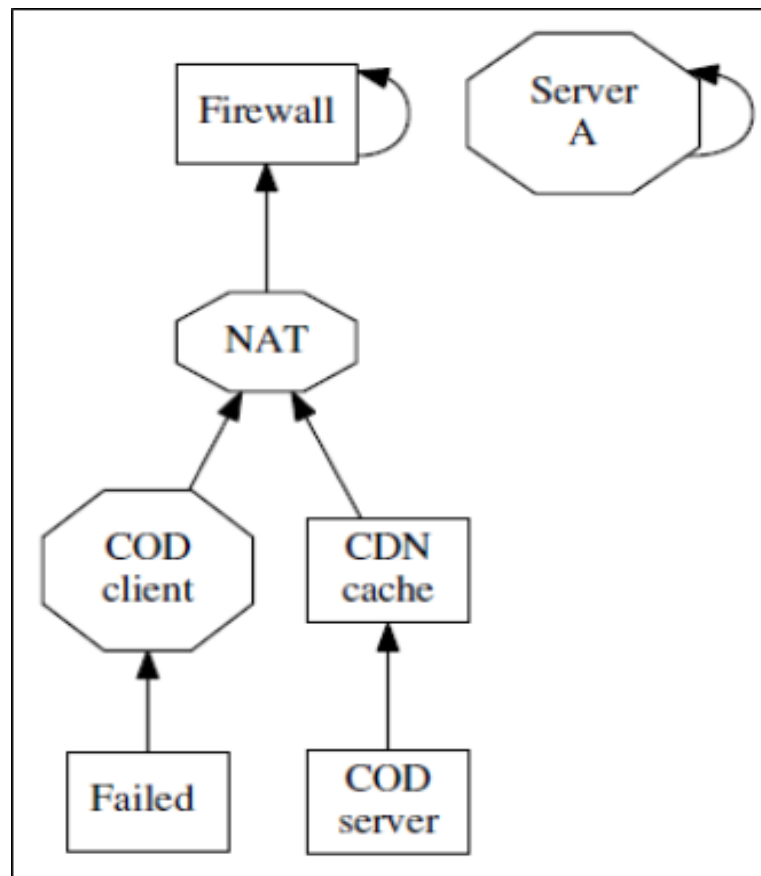 Firewall
Server
A
NAT
COD
client
CDN
cache
Failed
COD
server